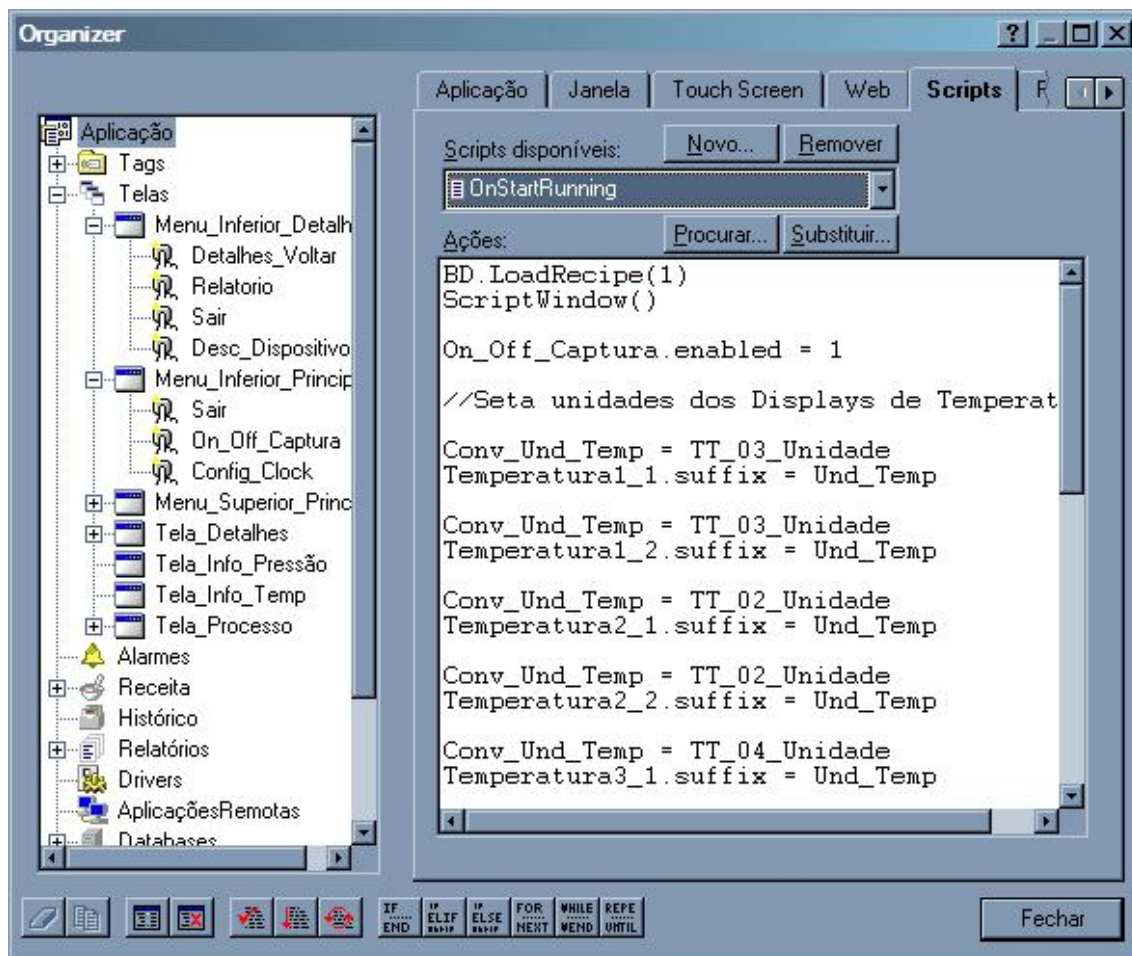 Organizer
Aplicação
Tags
Telas
Menu_Inferior_Detalh
Detalhes_Voltar
Relatorio
Sair
Desc_Dispositivo
Menu_Inferior_Princip
Sair
On_Off_Captura
Config_Clock
Menu_Superior_Princ
Tela_Detalhes
Tela_Info_Pressão
Tela_Info_Temp
Tela_Processo
Alarmes
Receita
Histórico
Relatórios
Drivers
AplicaçõesRemotas
Databases
Aplicação Janela Touch Screen Web Scripts
Scripts disponíveis: Novo... Remover
OnStartRunning
Ações: Procurar... Substituir...
BD.LoadRecipe(1)
ScriptWindow()
On_Off_Captura.enabled = 1
//Seta unidades dos Displays de Temperat
Conv_Und_Temp = TT_03_Unidade
Temperatura1_1.suffix = Und_Temp
Conv_Und_Temp = TT_03_Unidade
Temperatura1_2.suffix = Und_Temp
Conv_Und_Temp = TT_02_Unidade
Temperatura2_1.suffix = Und_Temp
Conv_Und_Temp = TT_02_Unidade
Temperatura2_2.suffix = Und_Temp
Conv_Und_Temp = TT_04_Unidade
Temperatura3_1.suffix = Und_Temp
IF END
IF ELIF
IF ELSE
FOR NEXT
WHILE WEND
REPE UNTIL
Fechar